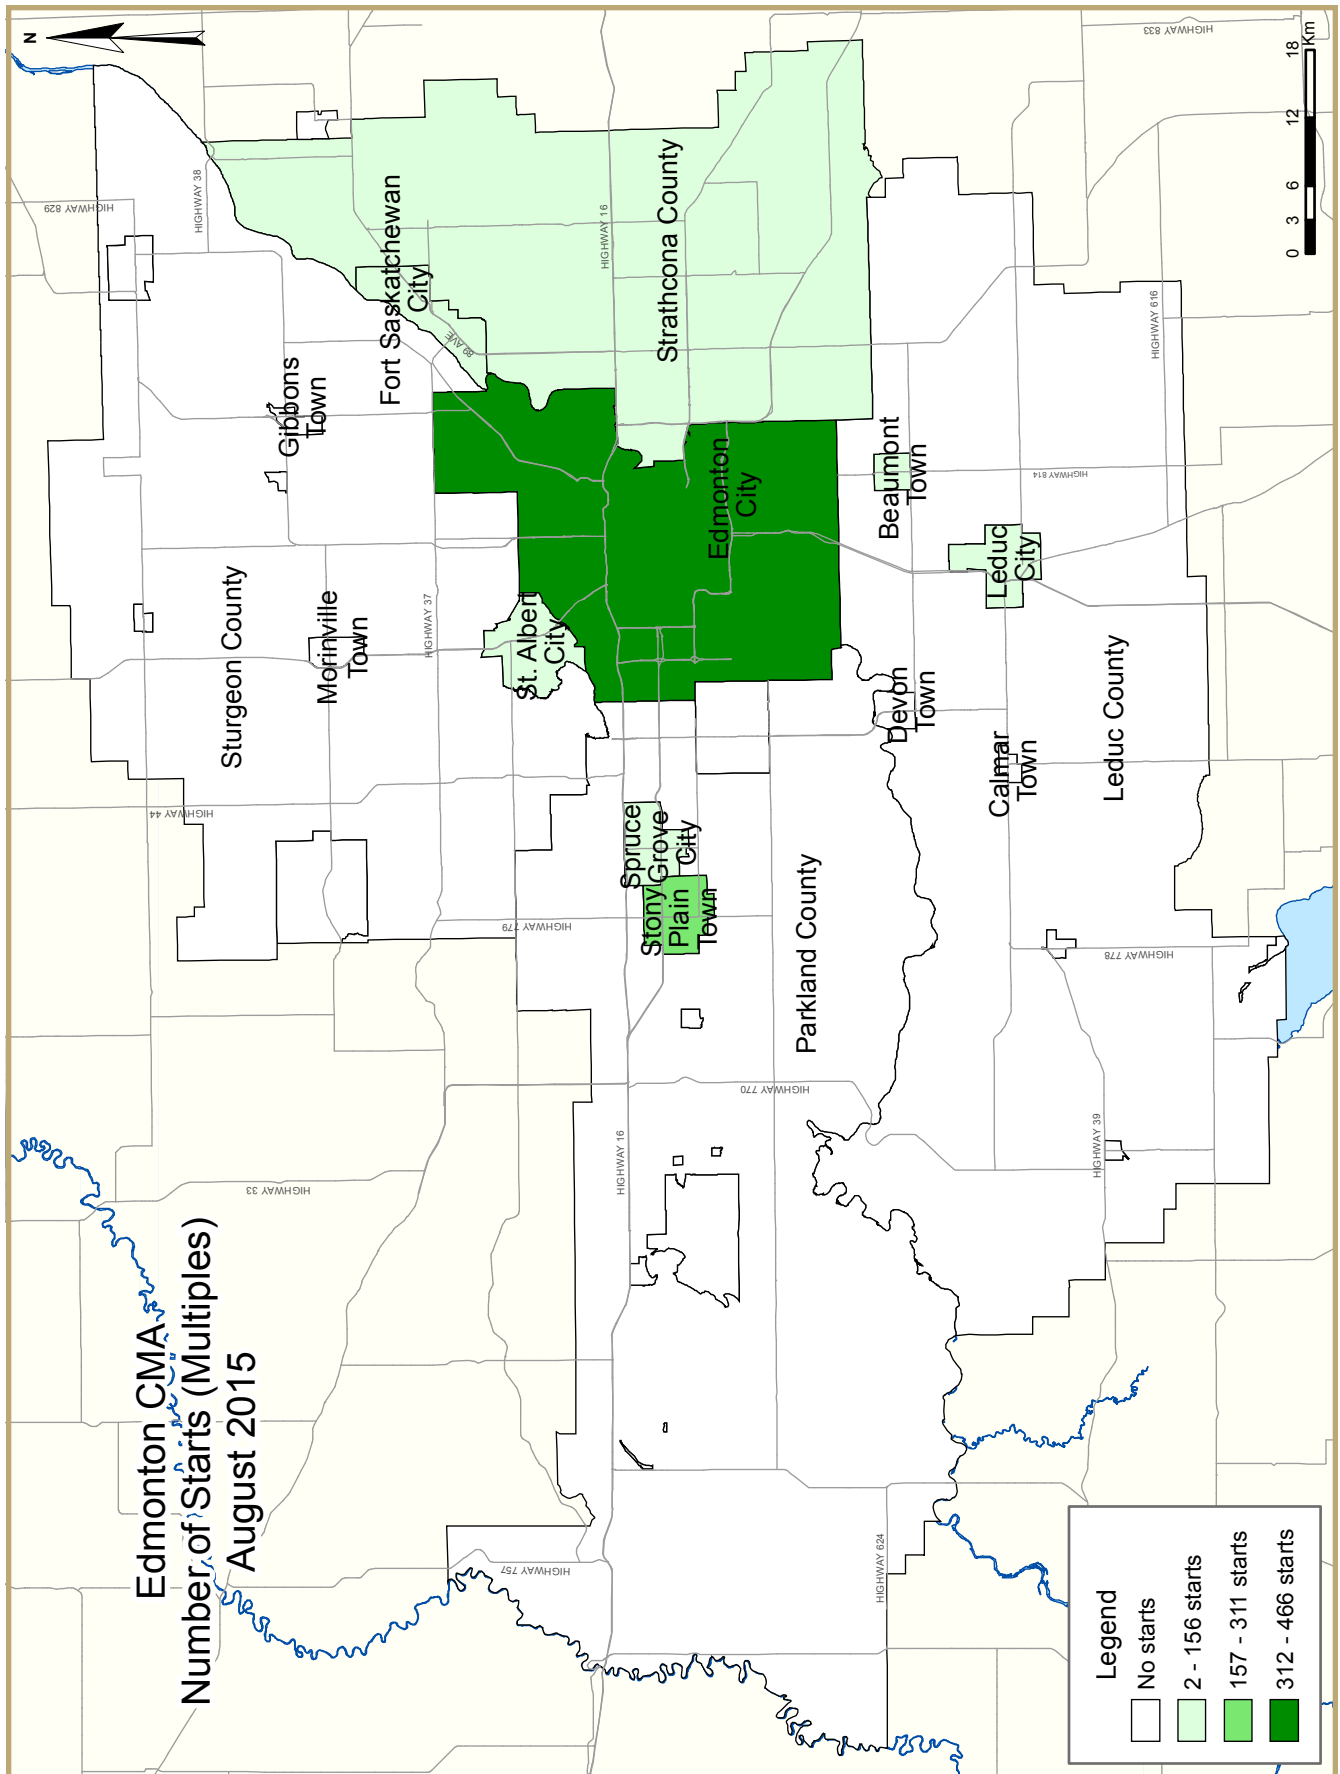 Edmonton CMA
Number of Starts (Multiples)
August 2015
N
HIGHWAY 829
HIGHWAY 38
HIGHWAY 833
HIGHWAY 44
HIGHWAY 33
HIGHWAY 37
HIGHWAY 779
HIGHWAY 757
HIGHWAY 16
HIGHWAY 16
HIGHWAY 770
HIGHWAY 624
HIGHWAY 814
HIGHWAY 616
HIGHWAY 778
HIGHWAY 39
89 AVE
Sturgeon County
Gibbons
Town
Morinville
Town
Fort Saskatchewan
City
St. Albert
City
Strathcona County
Edmonton
City
Spruce
Grove
City
Stony
Plain
Town
Parkland County
Beaumont
Town
Devon
Town
Leduc
City
Calmar
Town
Leduc County
Legend
No starts
2 - 156 starts
157 - 311 starts
312 - 466 starts
0 3 6 12 18
Km